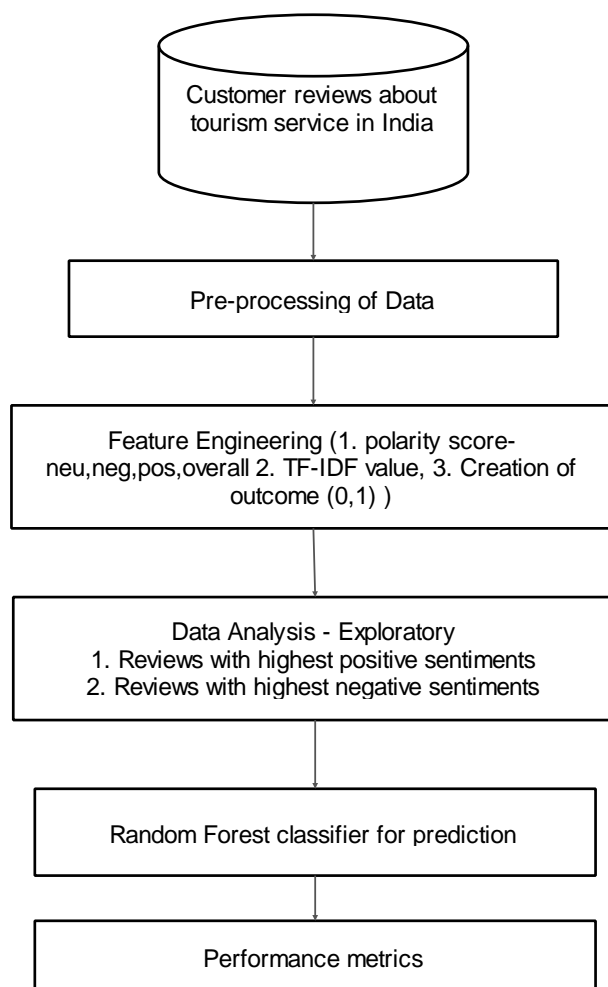 Customer reviews about
tourism service in India
Pre-processing of Data
Feature Engineering (1. polarity score-
neu,neg,pos,overall 2. TF-IDF value, 3. Creation of
outcome (0,1) )
Data Analysis - Exploratory
1. Reviews with highest positive sentiments
2. Reviews with highest negative sentiments
Random Forest classifier for prediction
Performance metrics